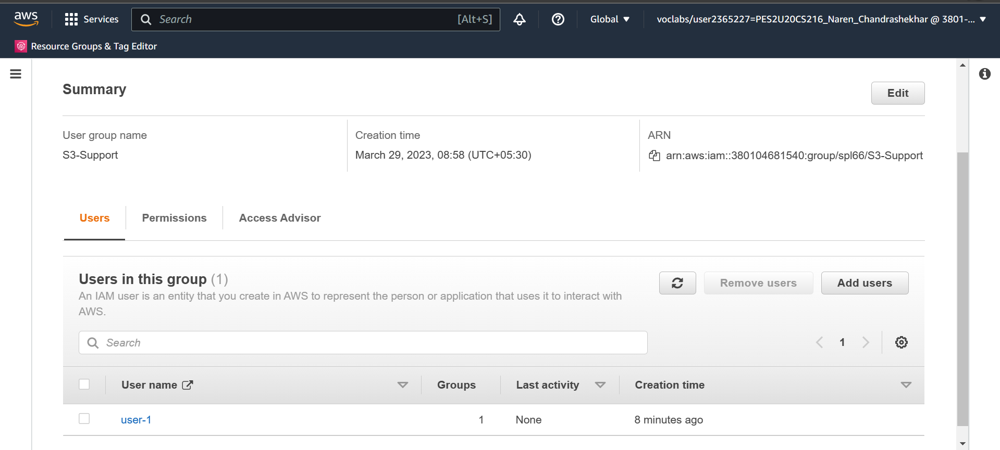 aws Services Search [Alt+S] Global voclabs/user2365227=PES2U20CS216_Naren_Chandrashekhar @ 3801-...
Resource Groups & Tag Editor
Summary
Edit
User group name Creation time ARN
S3-Support March 29, 2023, 08:58 (UTC+05:30) arn:aws:iam::380104681540:group/spl66/S3-Support
Users Permissions Access Advisor
Users in this group (1) Remove users Add users
An IAM user is an entity that you create in AWS to represent the person or application that uses it to interact with
AWS.
Search 1
User name Groups Last activity Creation time
user-1 1 None 8 minutes ago